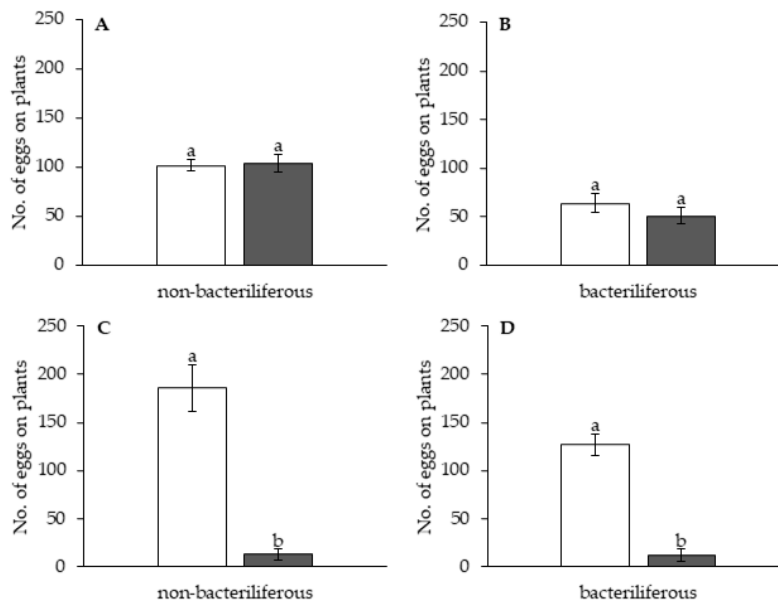 A
No. of eggs on plants
250
200
150
100
50
0
a
a
non-bacteriliferous
B
No. of eggs on plants
250
200
150
100
50
0
a
a
bacteriliferous
C
No. of eggs on plants
250
200
150
100
50
0
a
b
non-bacteriliferous
D
No. of eggs on plants
250
200
150
100
50
0
a
b
bacteriliferous